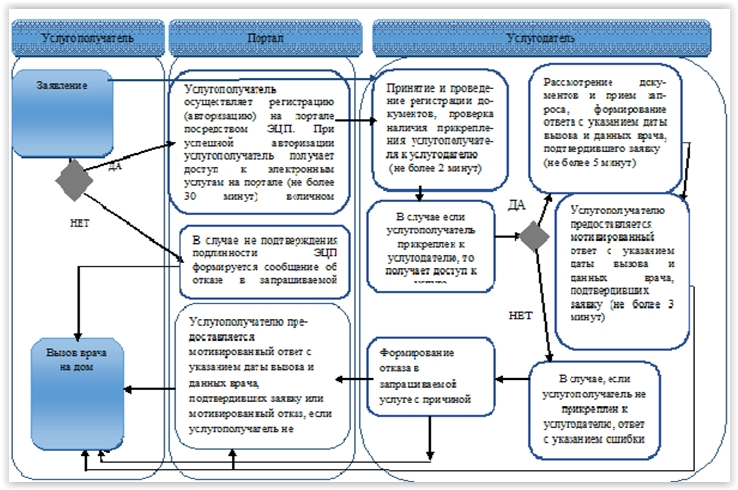 Услугополучатель
Портал
Услугодатель
Заявление
ДА
НЕТ
Вызов врача
на дом
Услугополучатель
осуществляет регистрацию
(авторизацию) на портале
посредством ЭЦП. При
успешной авторизации
услугополучатель получает
доступ к электронным
услугам на портале (не более
30 минут) в личном
В случае не подтверждения
подлинности ЭЦП
формируется сообщение об
отказе в запрашиваемой
Услугополучателю пре-
доставляется
мотивированный ответ с
указанием даты вызова и
данных врача,
подтвердивших заявку или
мотивированный отказ, если
услугополучатель не
Принятие и проведе-
ние регистрации до-
кументов, проверка
наличия прикрепле-
ния услугополучате-
ля к услугодателю
(не более 2 минут)
В случае если
услугополучатель
прикреплен к
услугодателю, то
получает доступ к
Формирование
отказа в
запрашиваемой
услуге с причиной
ДА
НЕТ
Рассмотрение доку-
ментов и прием зап-
роса, формирование
ответа с указанием даты
вызова и данных врача,
подтвердившего заявку
(не более 5 минут)
Услугополучателю
предоставляется
мотивированный
ответ с указанием
даты вызова и
данных врача,
подтвердивших
заявку (не более 3
минут)
В случае, если
услугополучатель не
прикреплен к
услугодателю, ответ
с указанием ошибки